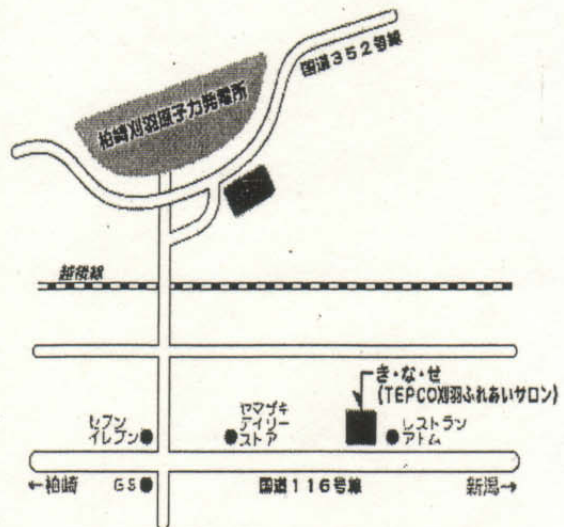 国道352号線
柏崎刈羽原子力発電所
越後線
き・な・せ
(TEPCO刈羽ふれあいサロン)
セブン
イレブン
ヤマザキ
デイリー
ストア
レストラン
アトム
←柏崎
GS
国道116号線
新潟→